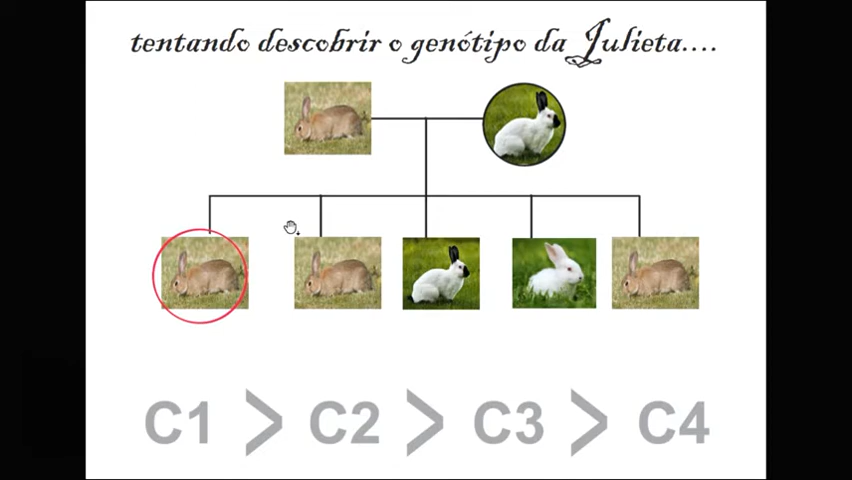 tentando descobrir o genótipo da Julieta....
C1 > C2 > C3 > C4